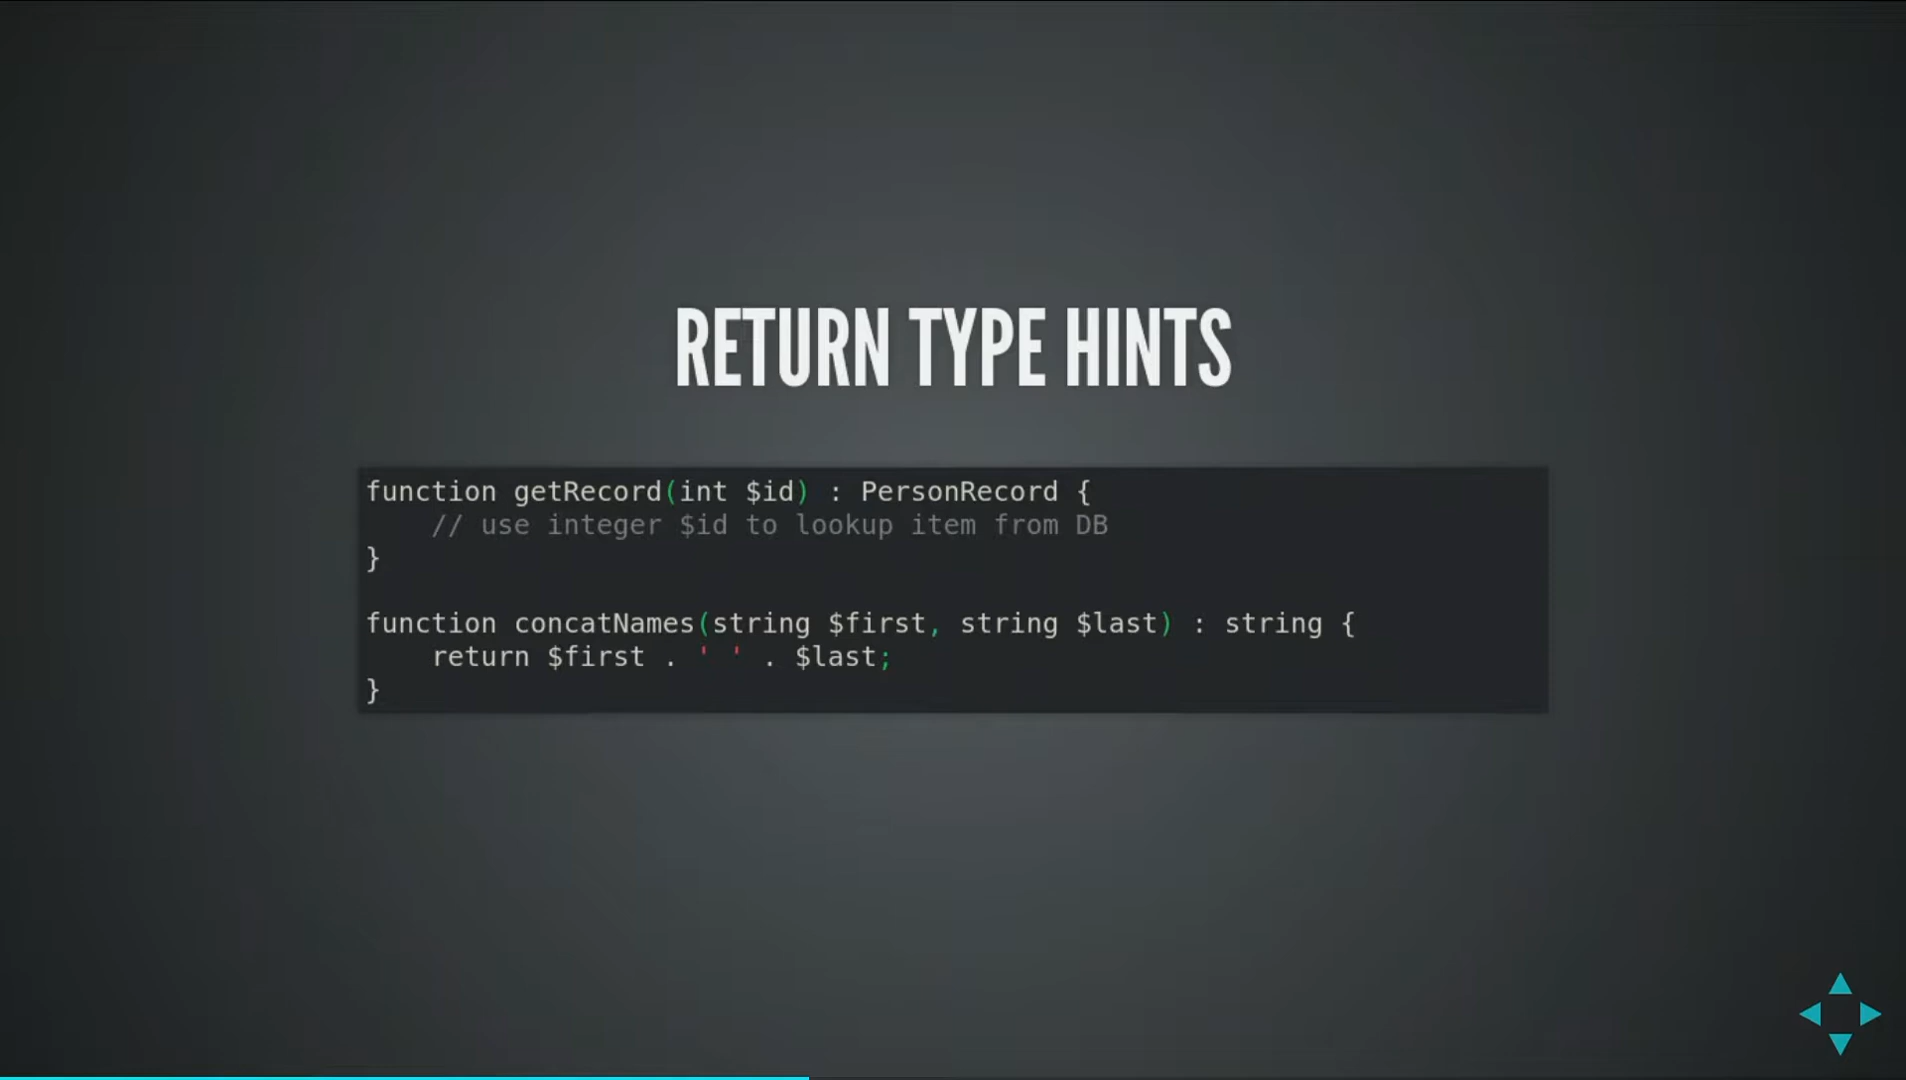 RETURN TYPE HINTS
function getRecord(int $id) : PersonRecord {
    // use integer $id to lookup item from DB
}
function concatNames(string $first, string $last) : string {
    return $first . ' ' . $last;
}